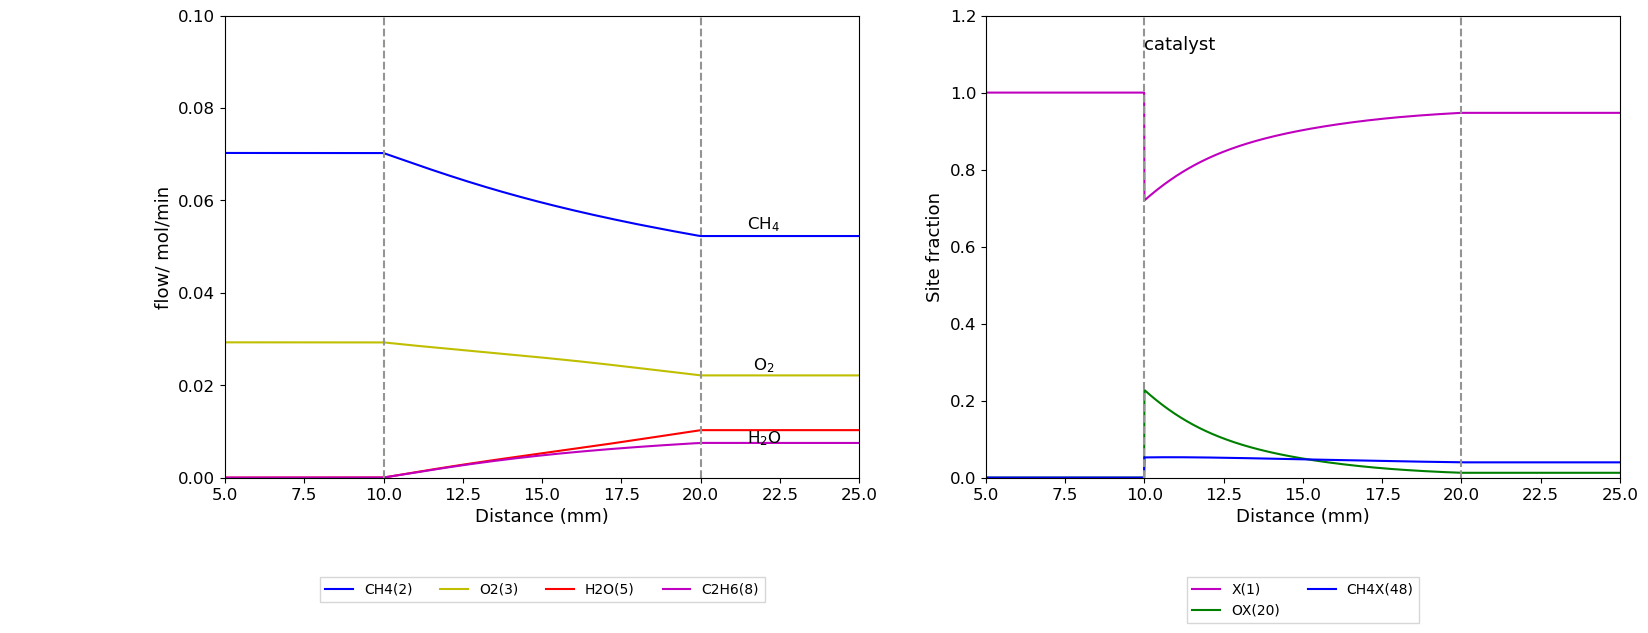 0.10
0.08
0.06
0.04
0.02
0.00
flow/ mol/min
CH₄
O₂
H₂O
5.0 7.5 10.0 12.5 15.0 17.5 20.0 22.5 25.0
Distance (mm)
CH4(2) O2(3) H2O(5) C2H6(8)
1.2
1.0
0.8
0.6
0.4
0.2
0.0
Site fraction
catalyst
5.0 7.5 10.0 12.5 15.0 17.5 20.0 22.5 25.0
Distance (mm)
X(1) CH4X(48)
OX(20)